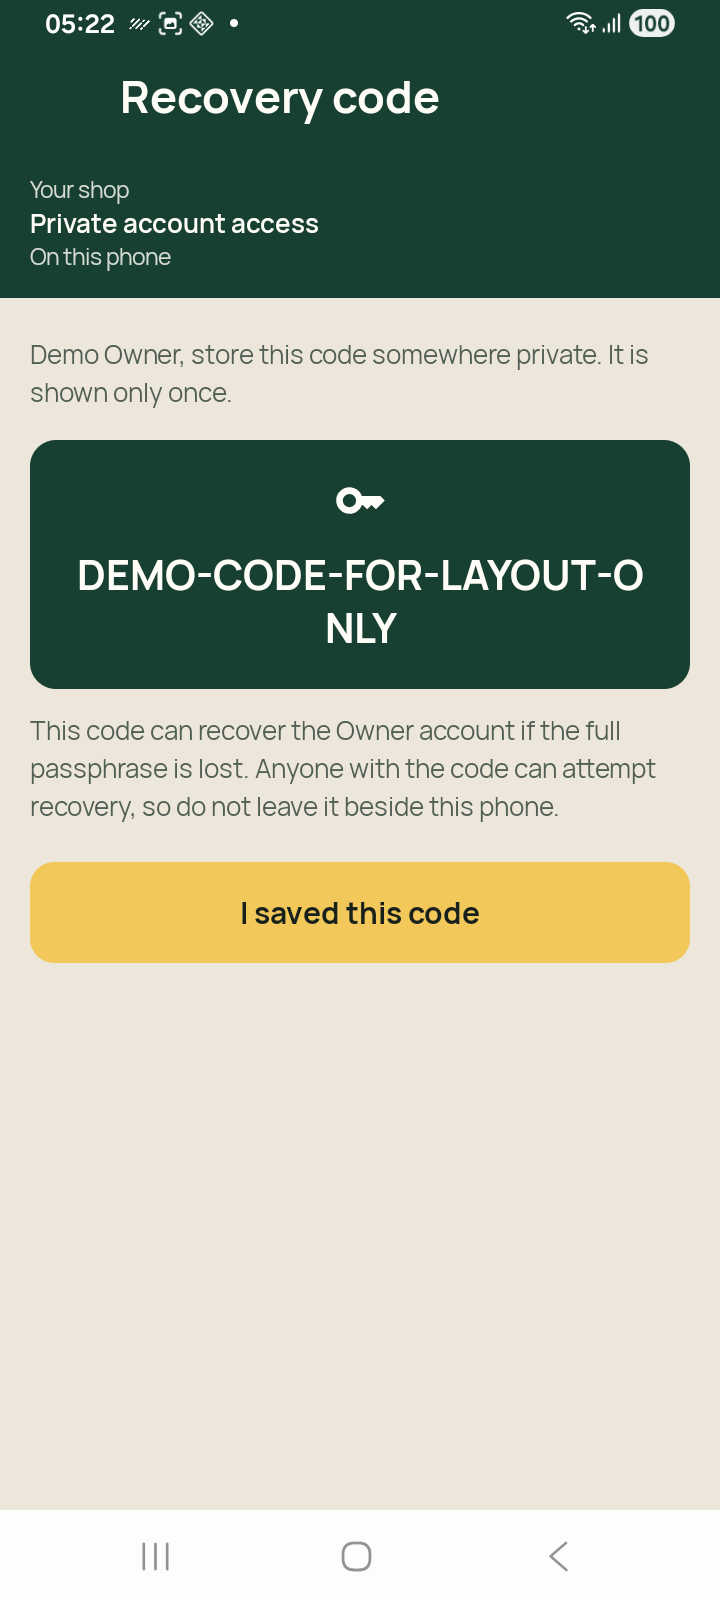 05:22
100
Recovery code
Your shop
Private account access
On this phone
Demo Owner, store this code somewhere private. It is
shown only once.
DEMO-CODE-FOR-LAYOUT-O
NLY
This code can recover the Owner account if the full
passphrase is lost. Anyone with the code can attempt
recovery, so do not leave it beside this phone.
I saved this code